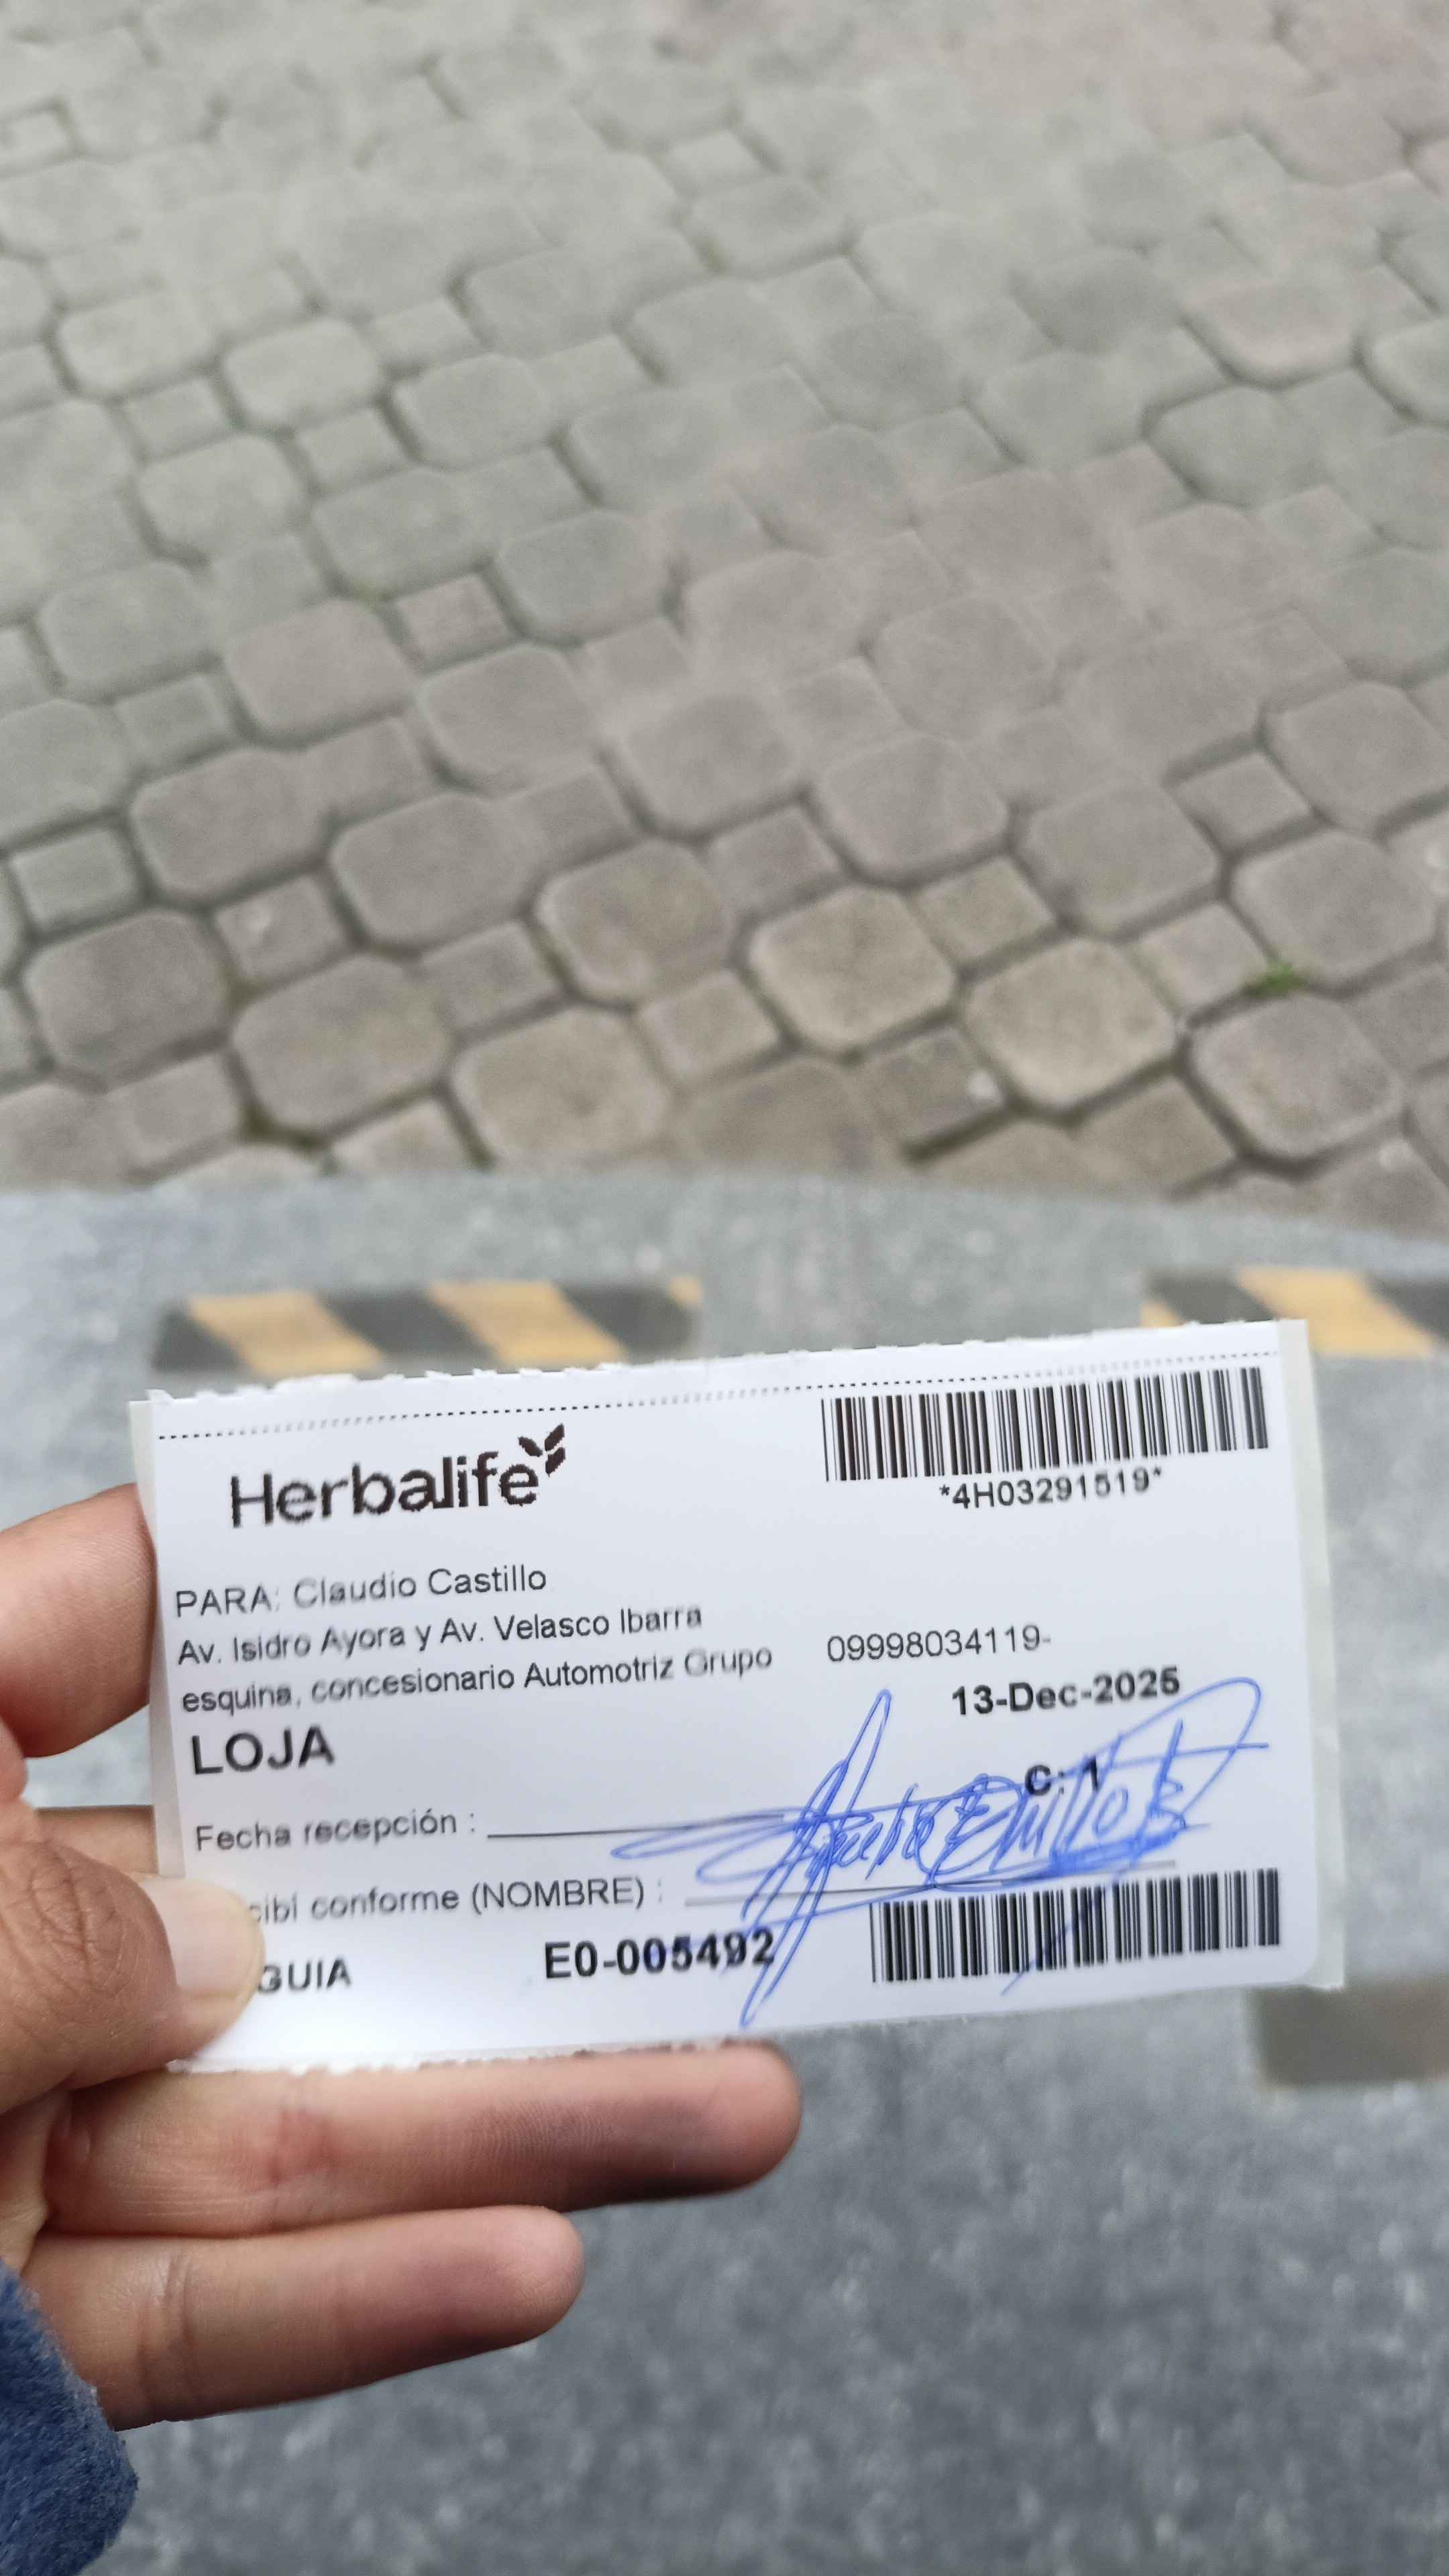 Herbalife
*4H03291519*
PARA: Claudio Castillo
Av. Isidro Ayora y Av. Velasco Ibarra
esquina, concesionario Automotriz Grupo
09998034119-
LOJA
13-Dec-2025
C: 1
Fecha recepción :
cibí conforme (NOMBRE) :
GUIA E0-005492